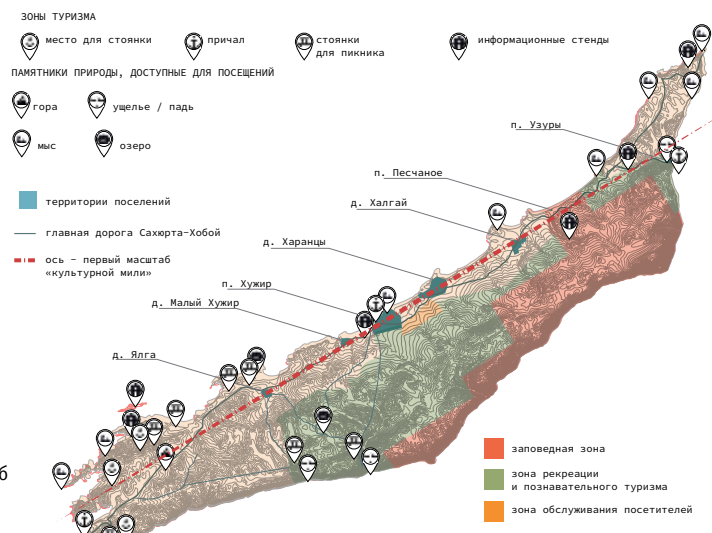 ЗОНЫ ТУРИЗМА
место для стоянки
причал
стоянки
для пикника
информационные стенды
ПАМЯТНИКИ ПРИРОДЫ, ДОСТУПНЫЕ ДЛЯ ПОСЕЩЕНИЙ
гора
ущелье / падь
мыс
озеро
территории поселений
главная дорога Сахюрта-Хобой
ось - первый масштаб
«культурной мили»
п. Узуры
п. Песчаное
д. Халгай
д. Харанцы
п. Хужир
д. Малый Хужир
д. Ялга
б
заповедная зона
зона рекреации
и познавательного туризма
зона обслуживания посетителей